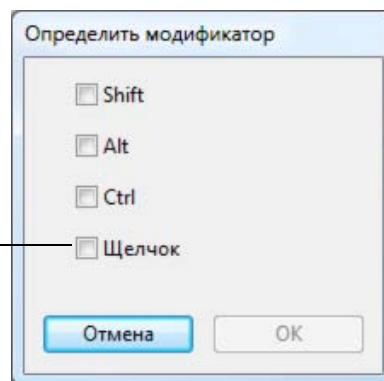 Определить модификатор
Shift
Alt
Ctrl
Щелчок
Отмена OK